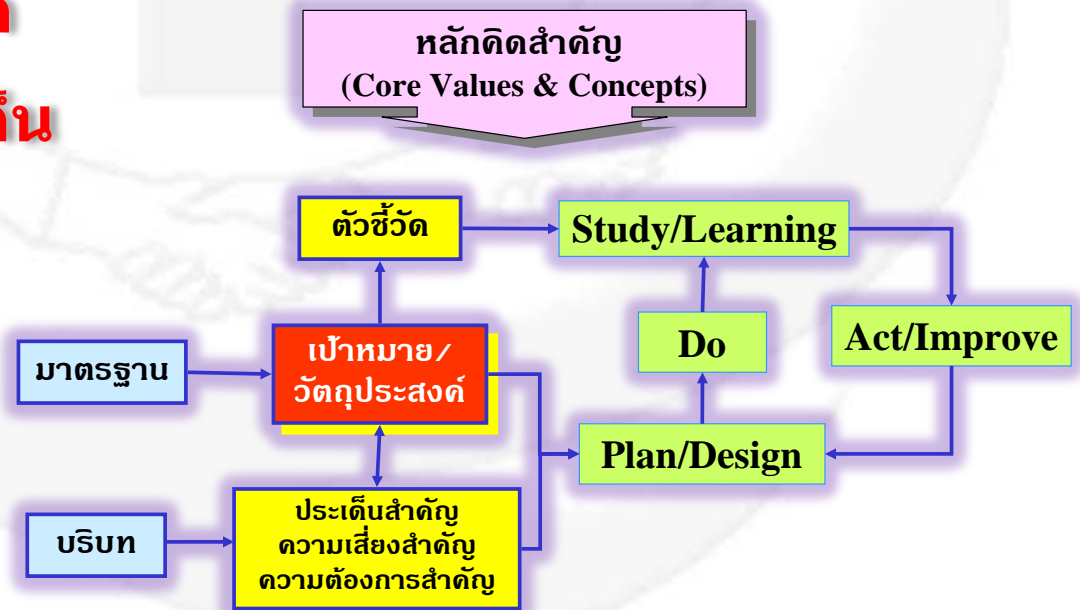 หลักคิดสำคัญ
(Core Values & Concepts)
ตัวชี้วัด
Study/Learning
มาตรฐาน
เป้าหมาย/
วัตถุประสงค์
Do
Act/Improve
Plan/Design
บริบท
ประเด็นสำคัญ
ความเสี่ยงสำคัญ
ความต้องการสำคัญ